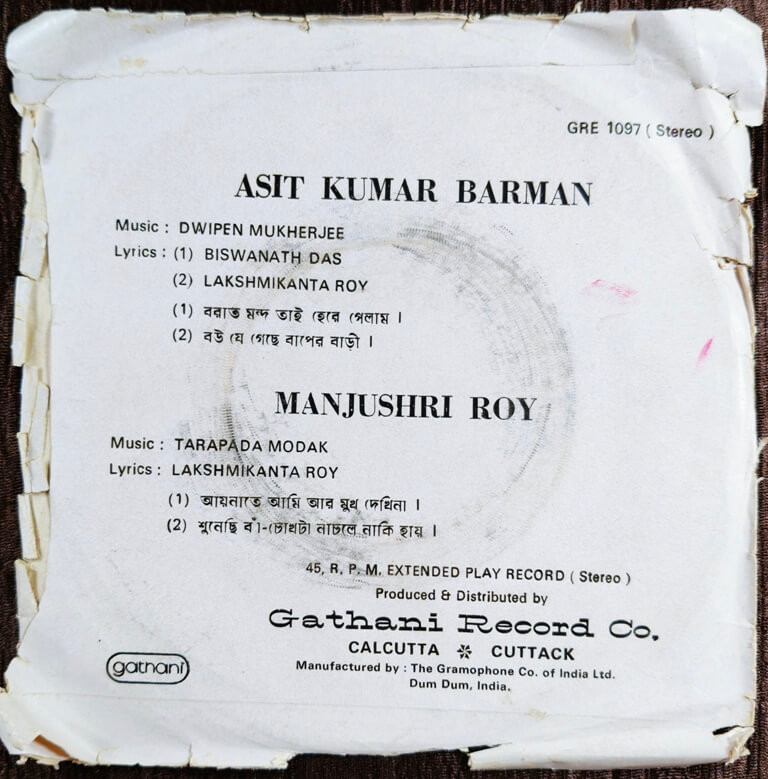 GRE 1097 ( Stereo )
ASIT KUMAR BARMAN
Music : DWIPEN MUKHERJEE
Lyrics : (1) BISWANATH DAS
(2) LAKSHMIKANTA ROY
(1) বরাত মন্দ তাই হেরে গেলাম ।
(2) বউ যে গেছে বাপের বাড়ী ।
MANJUSHRI ROY
Music : TARAPADA MODAK
Lyrics : LAKSHMIKANTA ROY
(1) আয়নাতে আমি আর মুখ দেখিনা ।
(2) শুনেছি বাঁ-চোখটা নাচলে নাকি হায় ।
45, R. P. M. EXTENDED PLAY RECORD ( Stereo )
Produced & Distributed by
Gathani Record Co.
CALCUTTA ❇ CUTTACK
Manufactured by : The Gramophone Co. of India Ltd.
Dum Dum, India.
gathani